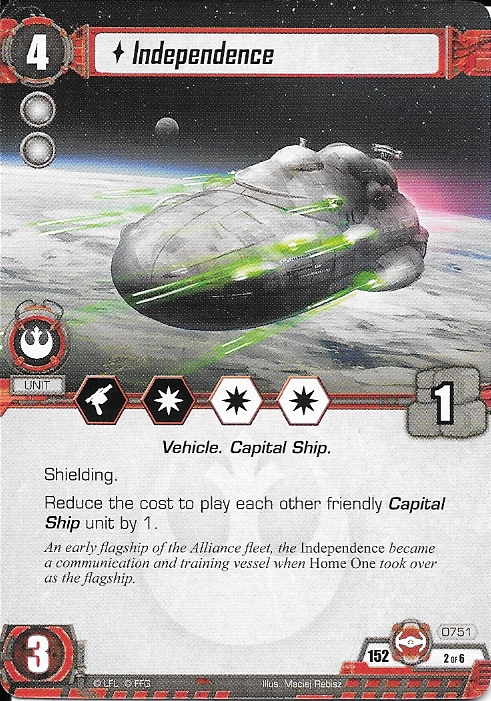 4
Independence
UNIT
1
Vehicle. Capital Ship.
Shielding.
Reduce the cost to play each other friendly Capital
Ship unit by 1.
An early flagship of the Alliance fleet, the Independence became
a communication and training vessel when Home One took over
as the flagship.
3
0751
152
2 OF 6
© LFL © FFG
Illus. Maciej Rebisz